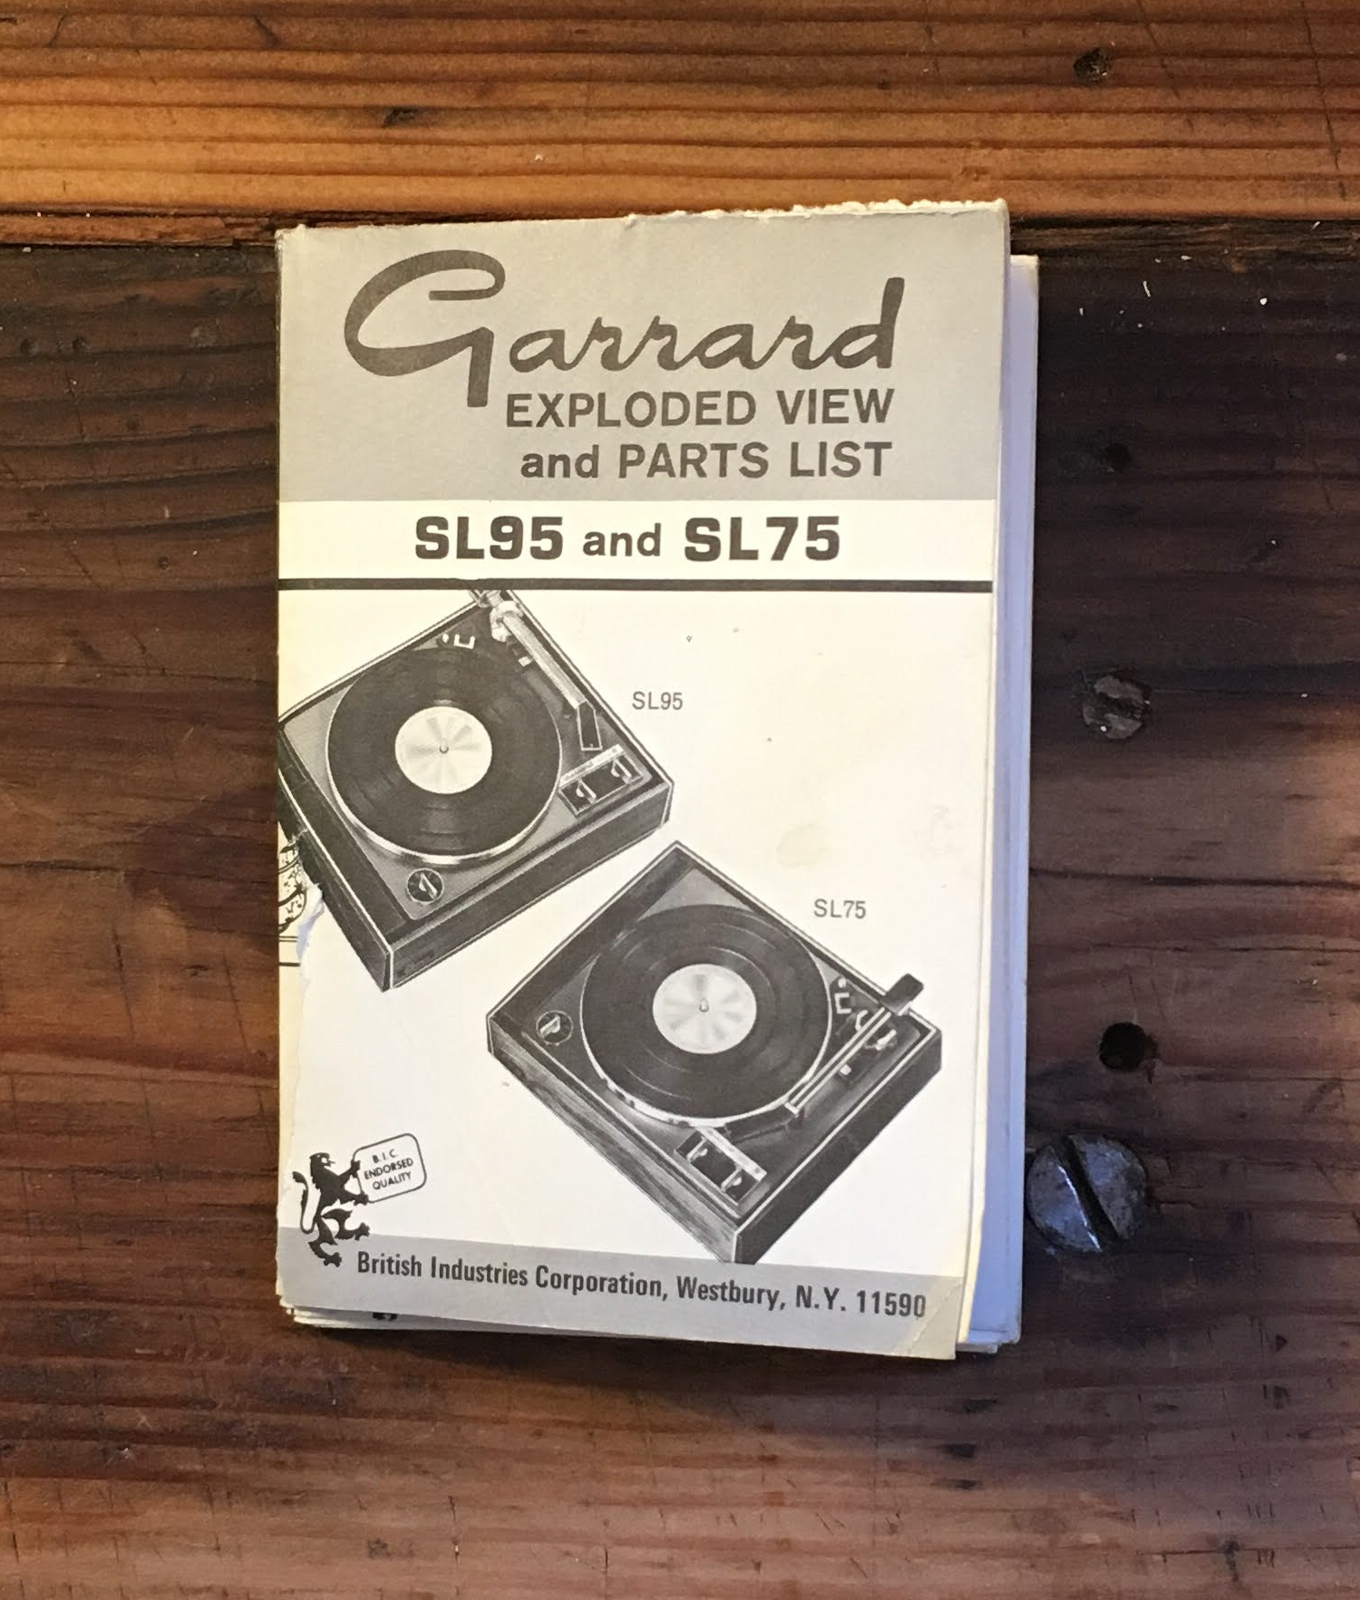 Garrard
EXPLODED VIEW
and PARTS LIST
SL95 and SL75
SL95
SL75
B.I.C.
ENDORSED
QUALITY
British Industries Corporation, Westbury, N.Y. 11590